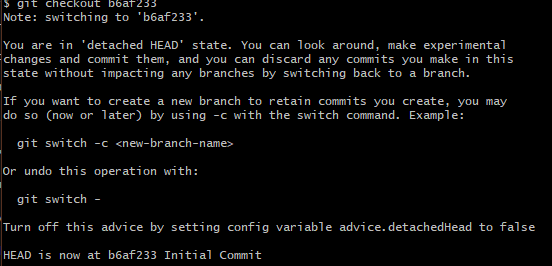 $ git checkout b6af233
Note: switching to 'b6af233'.
You are in 'detached HEAD' state. You can look around, make experimental
changes and commit them, and you can discard any commits you make in this
state without impacting any branches by switching back to a branch.
If you want to create a new branch to retain commits you create, you may
do so (now or later) by using -c with the switch command. Example:
git switch -c <new-branch-name>
Or undo this operation with:
git switch -
Turn off this advice by setting config variable advice.detachedHead to false
HEAD is now at b6af233 Initial Commit